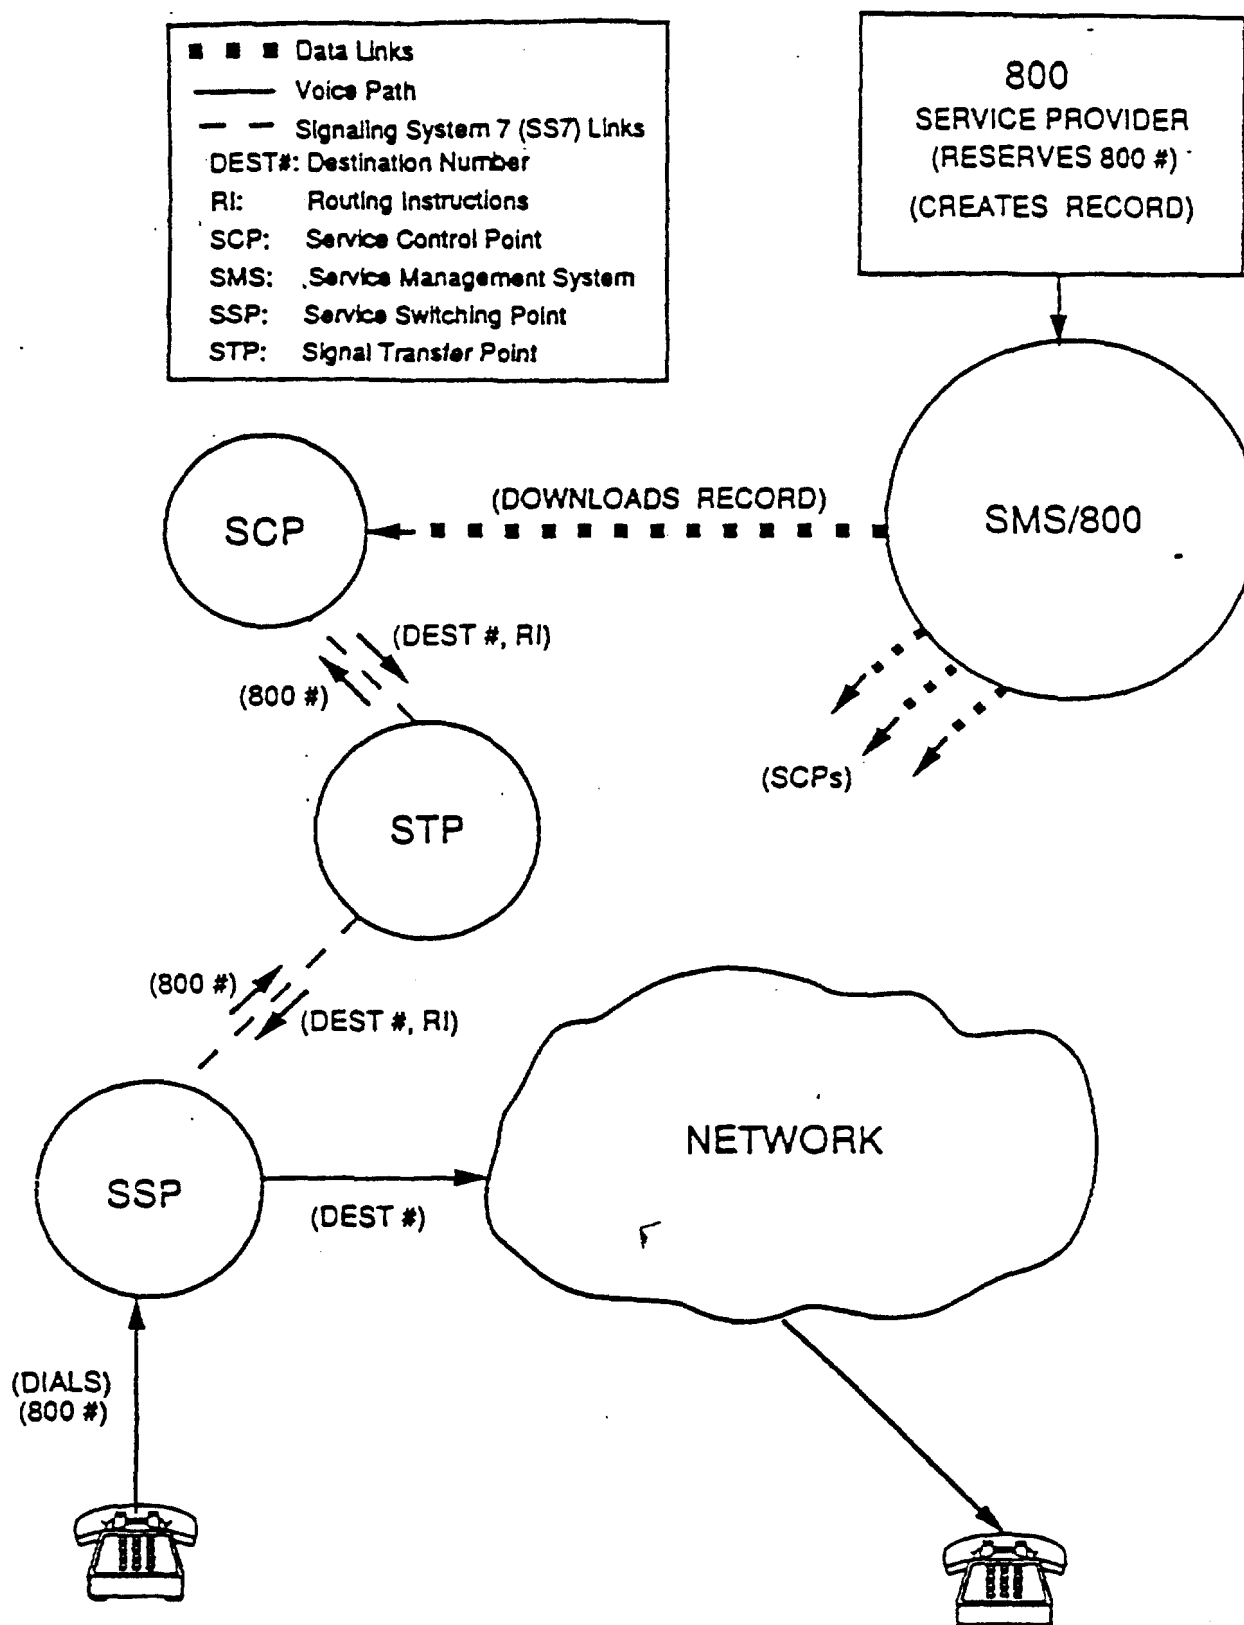 Data Links
Voice Path
Signaling System 7 (SS7) Links
DEST#: Destination Number
RI: Routing Instructions
SCP: Service Control Point
SMS: Service Management System
SSP: Service Switching Point
STP: Signal Transfer Point
800
SERVICE PROVIDER
(RESERVES 800 #)
(CREATES RECORD)
(DOWNLOADS RECORD)
SCP
SMS/800
(DEST #, RI)
(800 #)
(SCPs)
STP
(800 #)
(DEST #, RI)
NETWORK
SSP
(DEST #)
(DIALS)
(800 #)